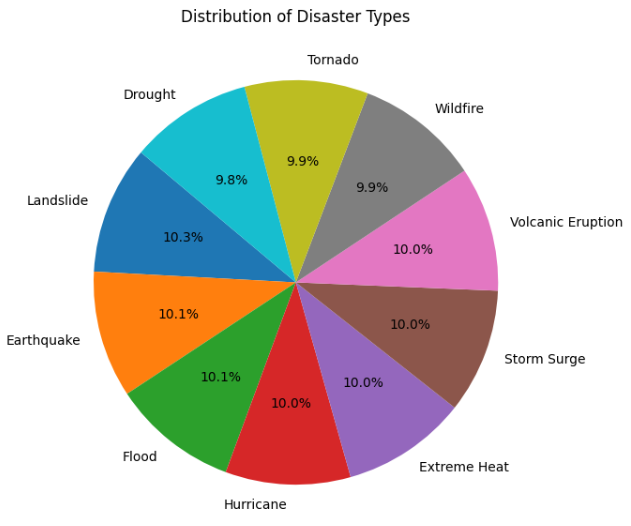 Distribution of Disaster Types
Tornado
Drought
Wildfire
9.9%
9.8%
9.9%
Landslide
Volcanic Eruption
10.3%
10.0%
10.1%
10.0%
Earthquake
Storm Surge
10.1%
10.0%
10.0%
Flood
Extreme Heat
Hurricane